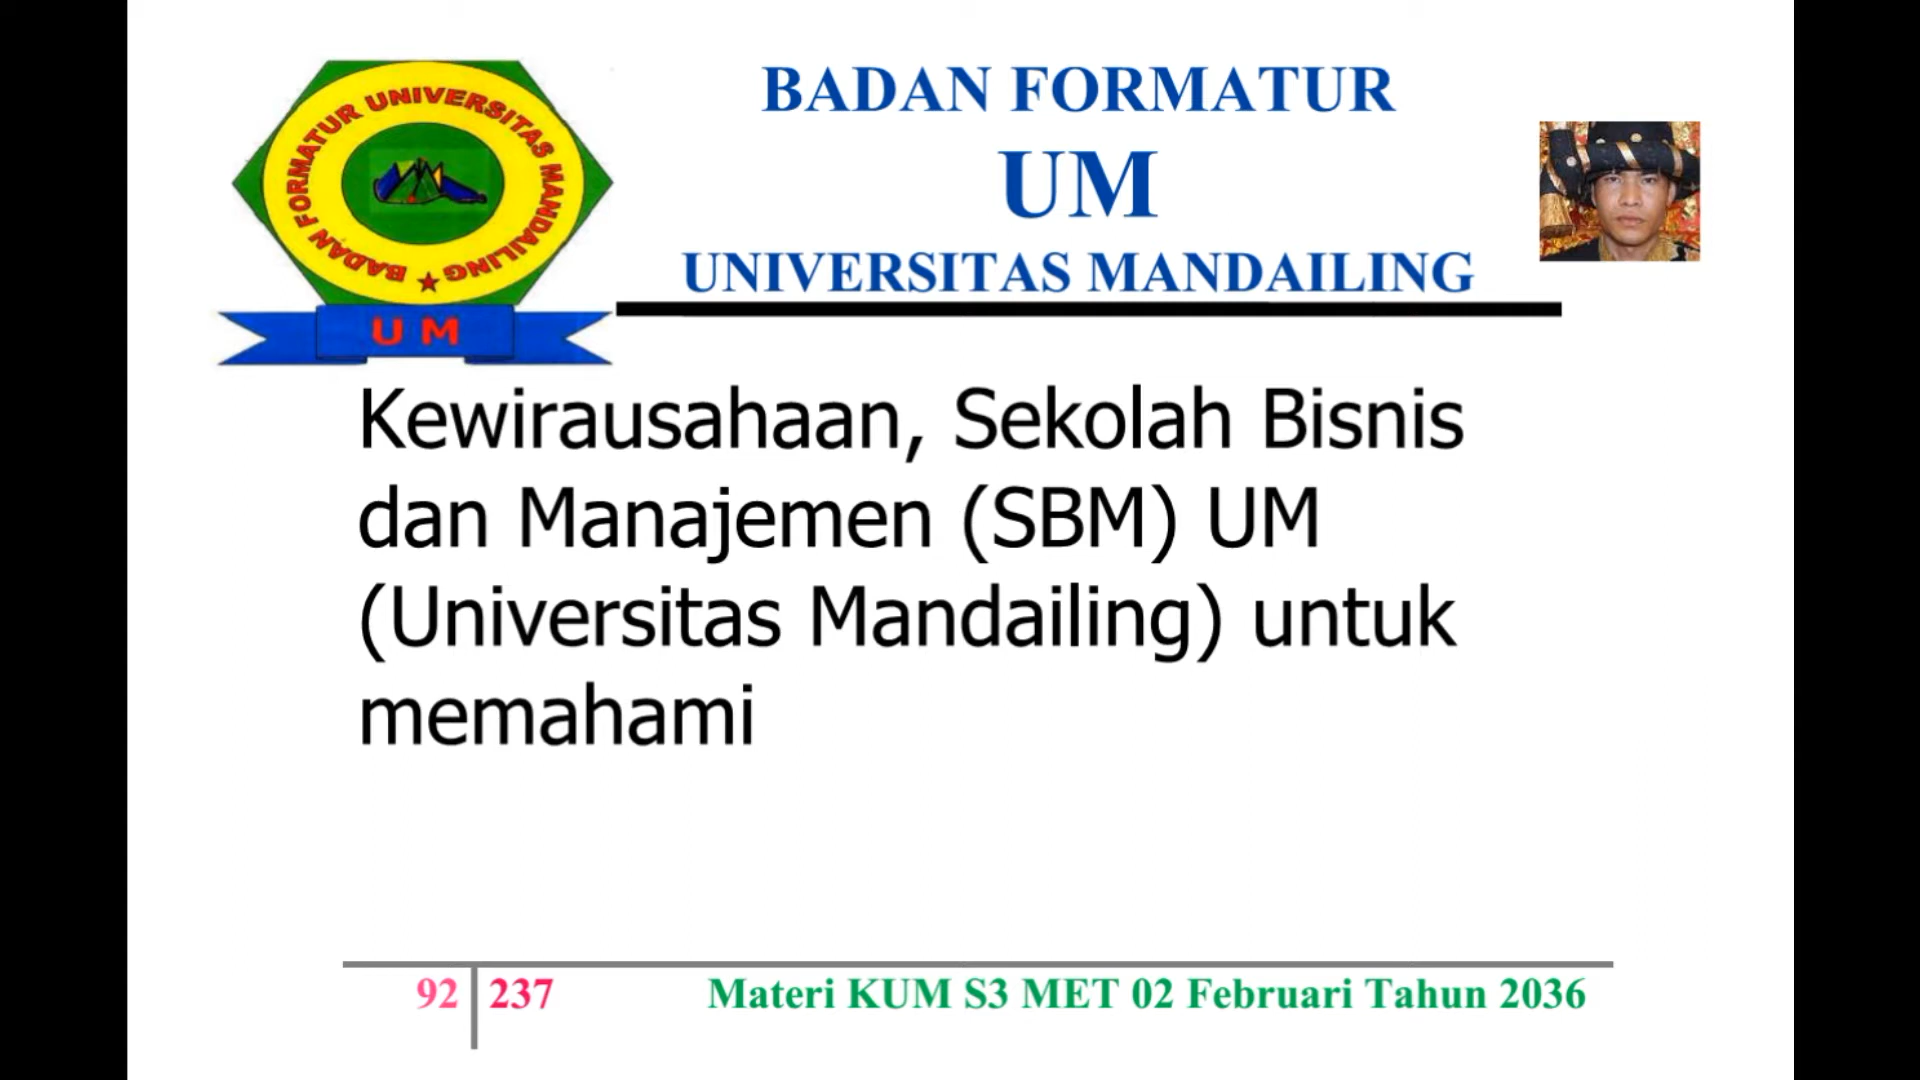 BADAN FORMATUR UNIVERSITAS MANDAILING
U M
BADAN FORMATUR
UM
UNIVERSITAS MANDAILING
Kewirausahaan, Sekolah Bisnis
dan Manajemen (SBM) UM
(Universitas Mandailing) untuk
memahami
92 237 Materi KUM S3 MET 02 Februari Tahun 2036